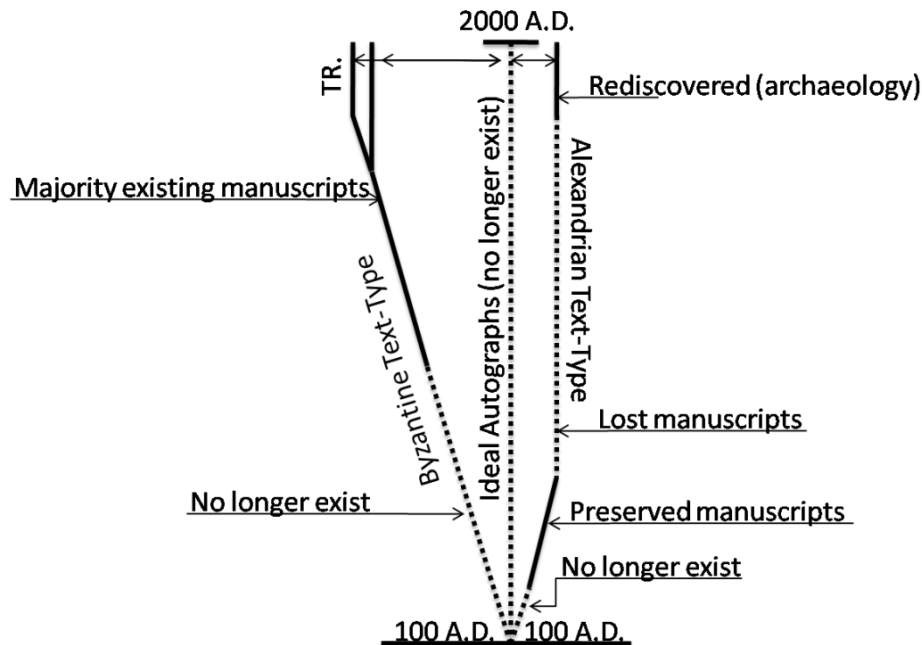 2000 A.D.
TR.
Rediscovered (archaeology)
Majority existing manuscripts
Byzantine Text-Type
Ideal Autographs (no longer exist)
Alexandrian Text-Type
Lost manuscripts
No longer exist
Preserved manuscripts
No longer exist
100 A.D. 100 A.D.